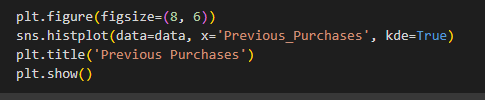 plt.figure(figsize=(8, 6))
sns.histplot(data=data, x='Previous_Purchases', kde=True)
plt.title('Previous Purchases')
plt.show()